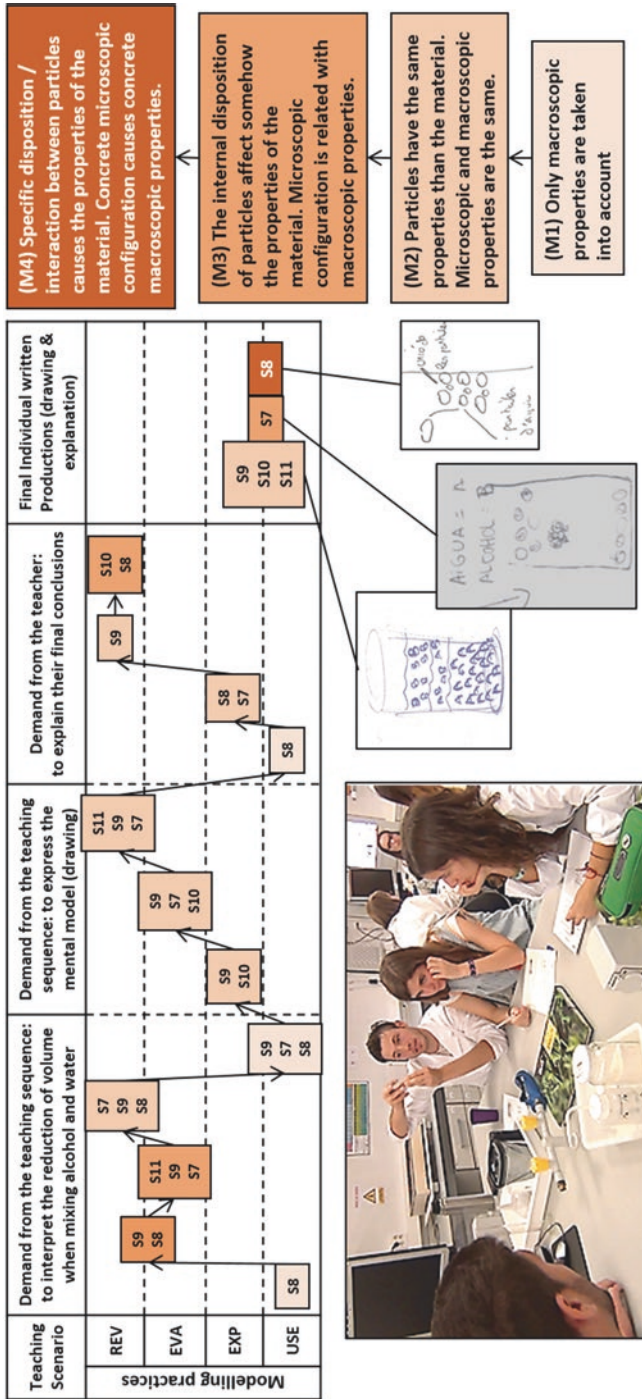 Teaching
Scenario
Demand from the teaching sequence:
to interpret the reduction of volume
when mixing alcohol and water
Demand from the teaching
sequence: to express the
mental model (drawing)
Demand from the teacher:
to explain their final conclusions
Final Individual written
Productions (drawing &
explanation)
Modelling practices
REV
EVA
EXP
USE
S8
S9
S8
S11
S9
S7
S7
S9
S8
S9
S7
S8
S9
S10
S9
S7
S10
S11
S9
S7
S8
S8
S7
S9
S10
S8
S9
S10
S11
S7
S8
(M4) Specific disposition /
interaction between particles
causes the properties of the
material. Concrete microscopic
configuration causes concrete
macroscopic properties.
(M3) The internal disposition
of particles affect somehow
the properties of the
material. Microscopic
configuration is related with
macroscopic properties.
(M2) Particles have the same
properties than the material.
Microscopic and macroscopic
properties are the same.
(M1) Only macroscopic
properties are taken
into account
AIGUA = A
ALCOHOL = B
particules
d'aigua